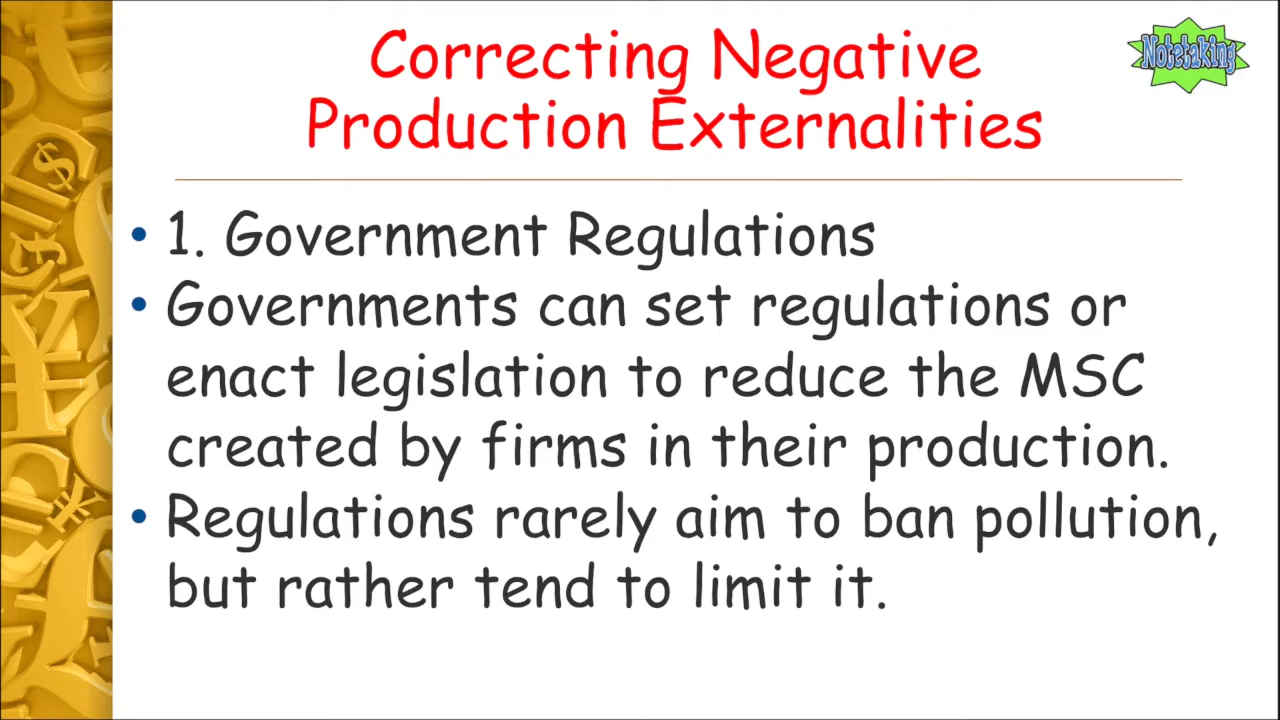 Correcting Negative
Production Externalities
Notetaking
• 1. Government Regulations
• Governments can set regulations or
enact legislation to reduce the MSC
created by firms in their production.
• Regulations rarely aim to ban pollution,
but rather tend to limit it.